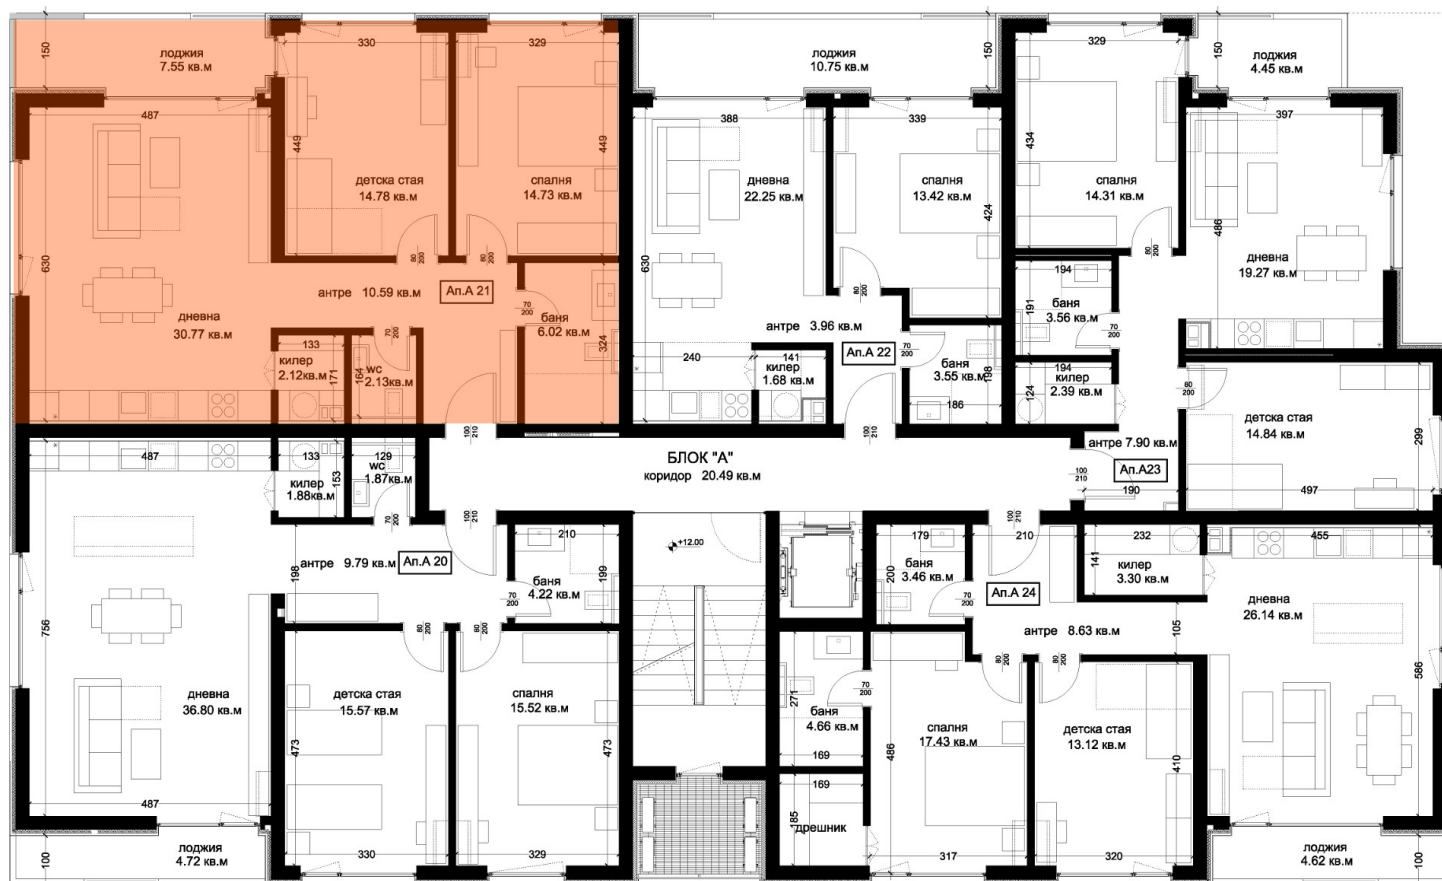 лоджия
7.55 кв.м
150
330
329
487
449
449
детска стая
14.78 кв.м
спалня
14.73 кв.м
630
дневна
30.77 кв.м
антре 10.59 кв.м
Ап.А 21
80
200
80
200
70
200
баня
6.02 кв.м
324
133
килер
2.12кв.м
171
164
wc
2.13кв.м
70
200
100
210
лоджия
10.75 кв.м
150
388
339
424
дневна
22.25 кв.м
спалня
13.42 кв.м
630
антре 3.96 кв.м
Ап.А 22
80
200
70
200
240
141
килер
1.68 кв.м
баня
3.55 кв.м
198
186
100
210
329
150
лоджия
4.45 кв.м
397
434
спалня
14.31 кв.м
486
дневна
19.27 кв.м
80
200
194
191
баня
3.56 кв.м
70
200
194
124
килер
2.39 кв.м
80
200
детска стая
14.84 кв.м
299
497
антре 7.90 кв.м
Ап.А23
100
210
190
БЛОК "А"
коридор 20.49 кв.м
+12.00
487
133
129
килер
1.88кв.м
153
wc
1.87кв.м
70
200
100
210
антре 9.79 кв.м
Ап.А 20
198
210
баня
4.22 кв.м
199
70
200
80
200
80
200
756
дневна
36.80 кв.м
детска стая
15.57 кв.м
спалня
15.52 кв.м
473
473
487
330
329
лоджия
4.72 кв.м
100
179
баня
3.46 кв.м
200
70
200
100
210
210
Ап.А 24
232
141
килер
3.30 кв.м
455
дневна
26.14 кв.м
антре 8.63 кв.м
105
586
80
200
80
200
70
200
271
баня
4.66 кв.м
169
486
спалня
17.43 кв.м
детска стая
13.12 кв.м
410
169
185
дрешник
317
320
лоджия
4.62 кв.м
100